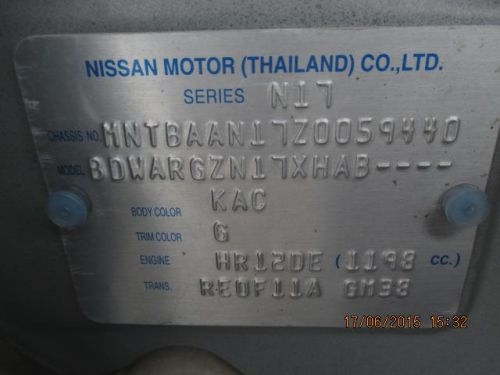 NISSAN MOTOR (THAILAND) CO.,LTD.
SERIES N17
CHASSIS NO. MNTBAAN17Z0059440
MODEL BDWARGZN17XHAB----
BODY COLOR KAC
TRIM COLOR G
ENGINE HR12DE (1198 CC.)
TRANS. RE0F11A GM38
17/06/2015 15:32